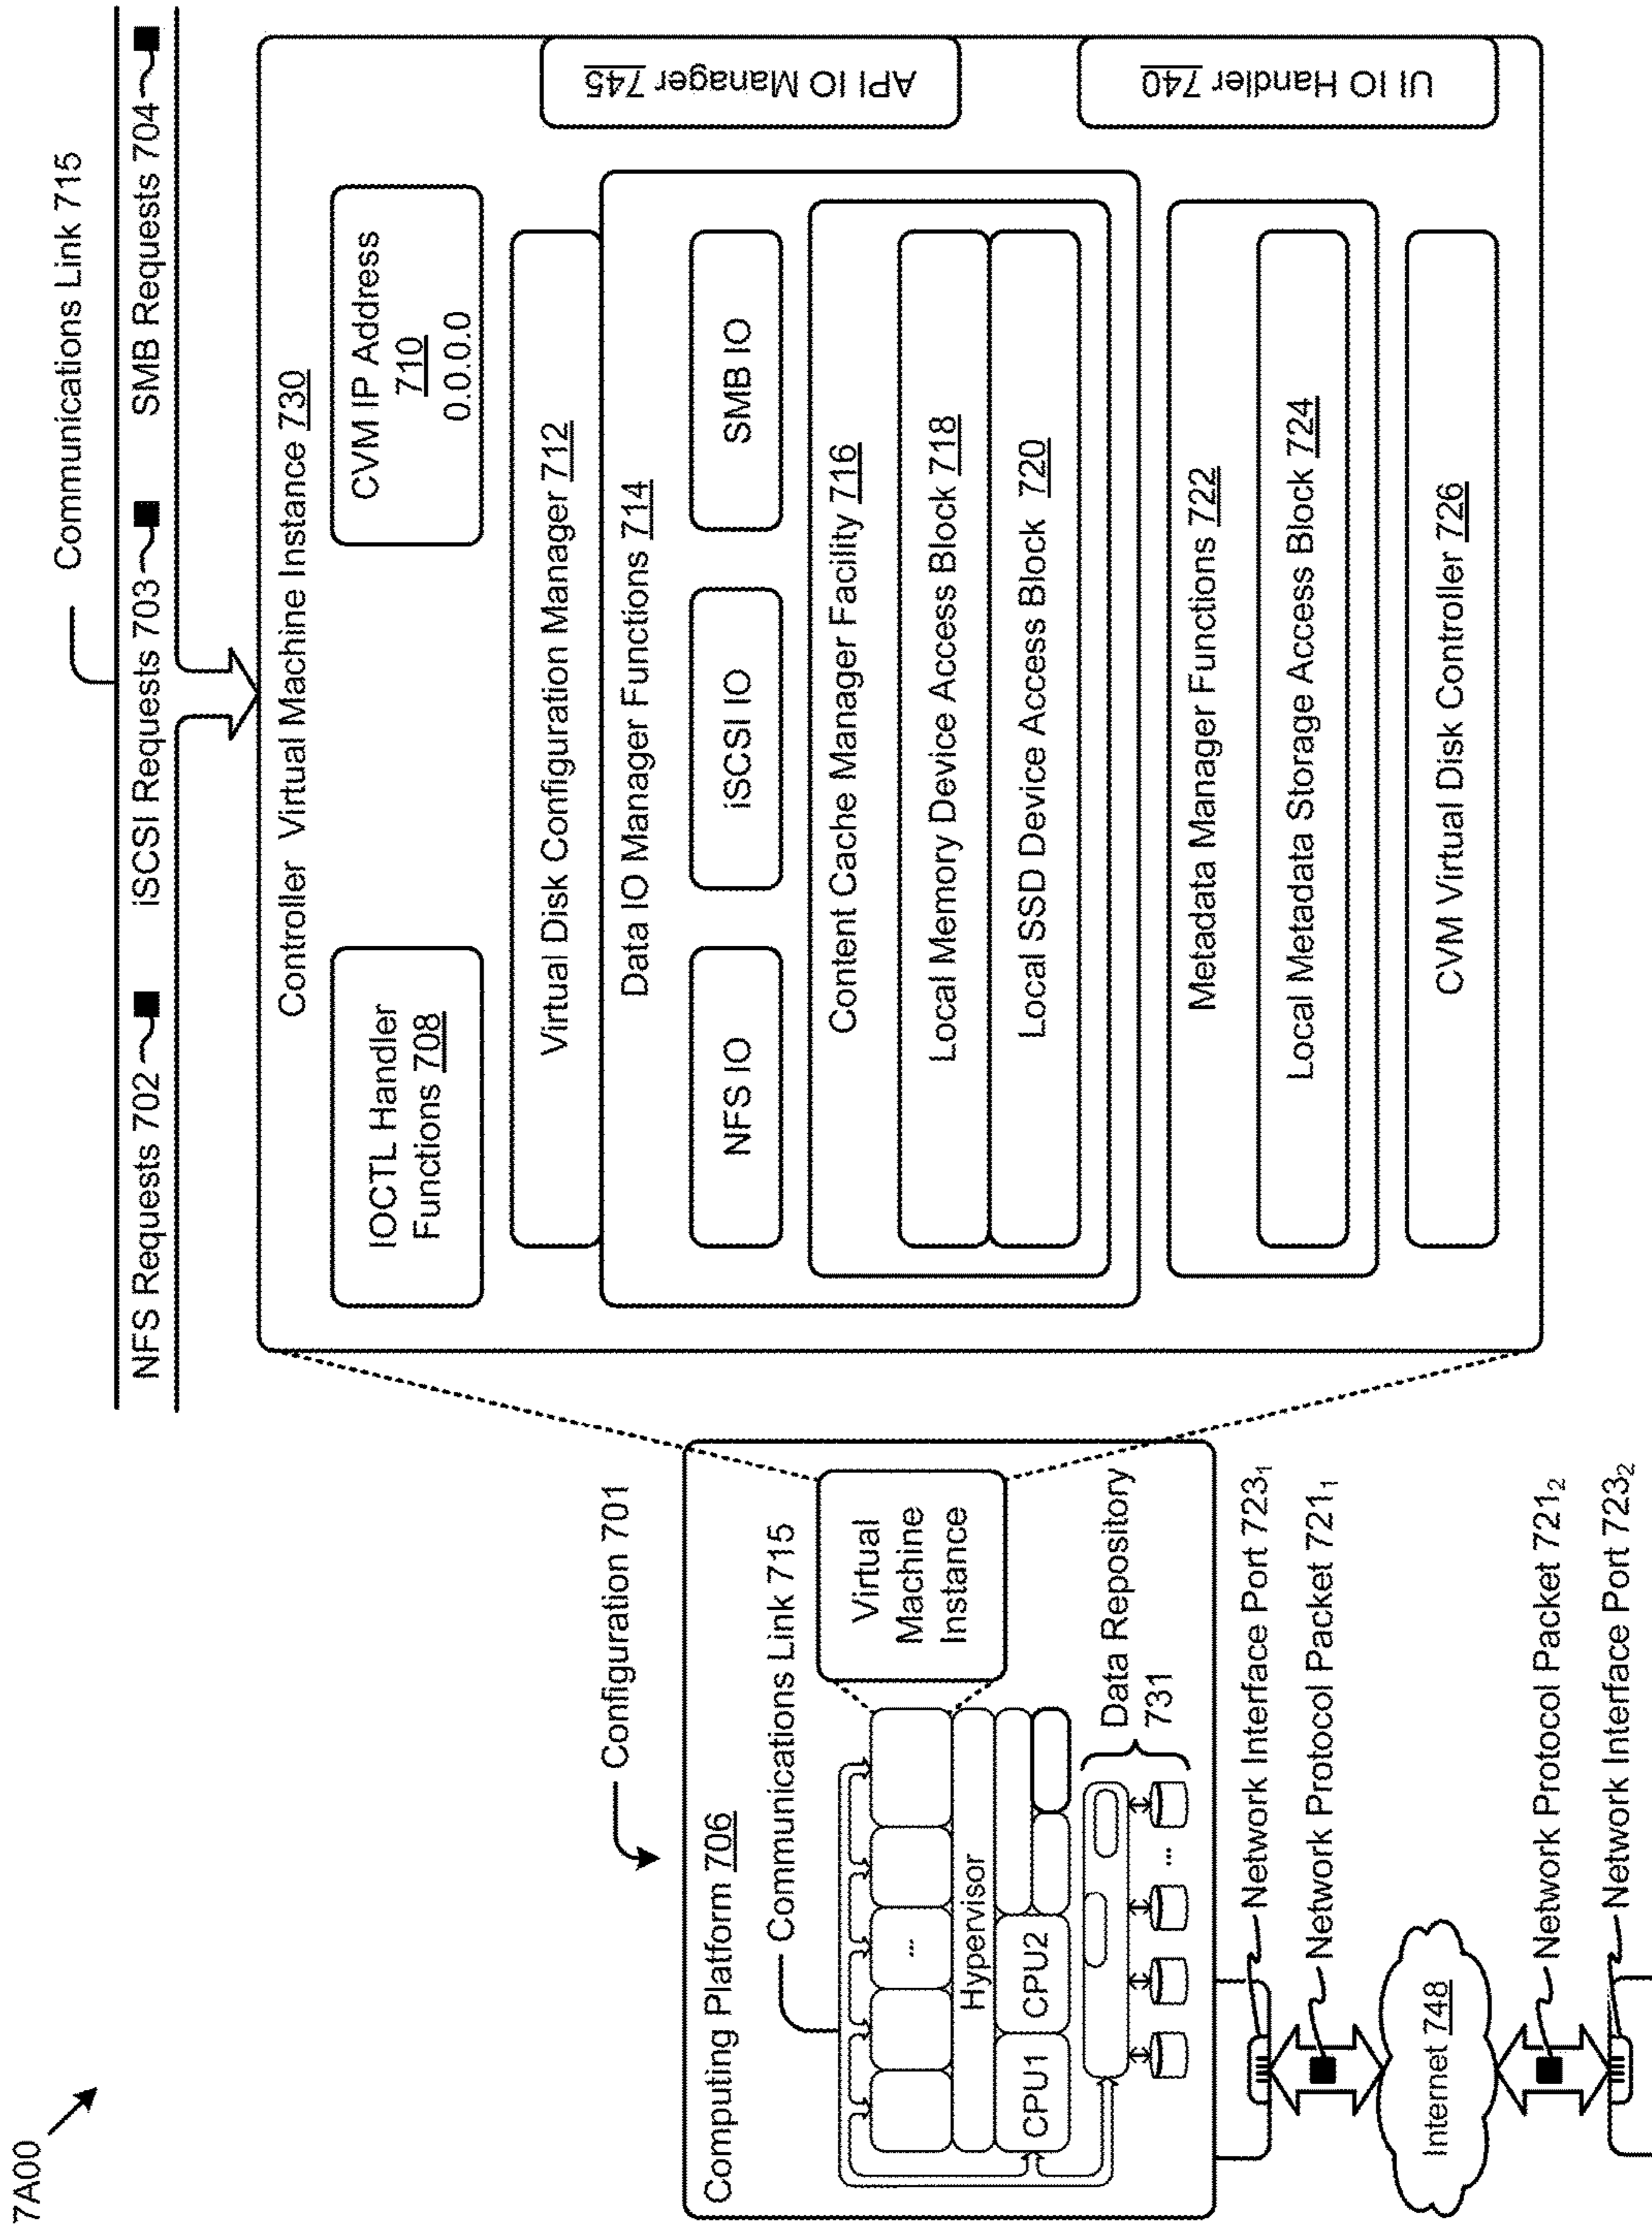 7A00
Communications Link 715
NFS Requests 702
iSCSI Requests 703
SMB Requests 704
Configuration 701
Computing Platform 706
Communications Link 715
...
Hypervisor
CPU1
CPU2
...
Virtual
Machine
Instance
Data Repository
731
Network Interface Port 723₁
Network Protocol Packet 721₁
Internet 748
Network Protocol Packet 721₂
Network Interface Port 723₂
Controller Virtual Machine Instance 730
IOCTL Handler
Functions 708
CVM IP Address
710
0.0.0.0
Virtual Disk Configuration Manager 712
Data IO Manager Functions 714
NFS IO
iSCSI IO
SMB IO
Content Cache Manager Facility 716
Local Memory Device Access Block 718
Local SSD Device Access Block 720
Metadata Manager Functions 722
Local Metadata Storage Access Block 724
CVM Virtual Disk Controller 726
API IO Manager 745
UI IO Handler 740